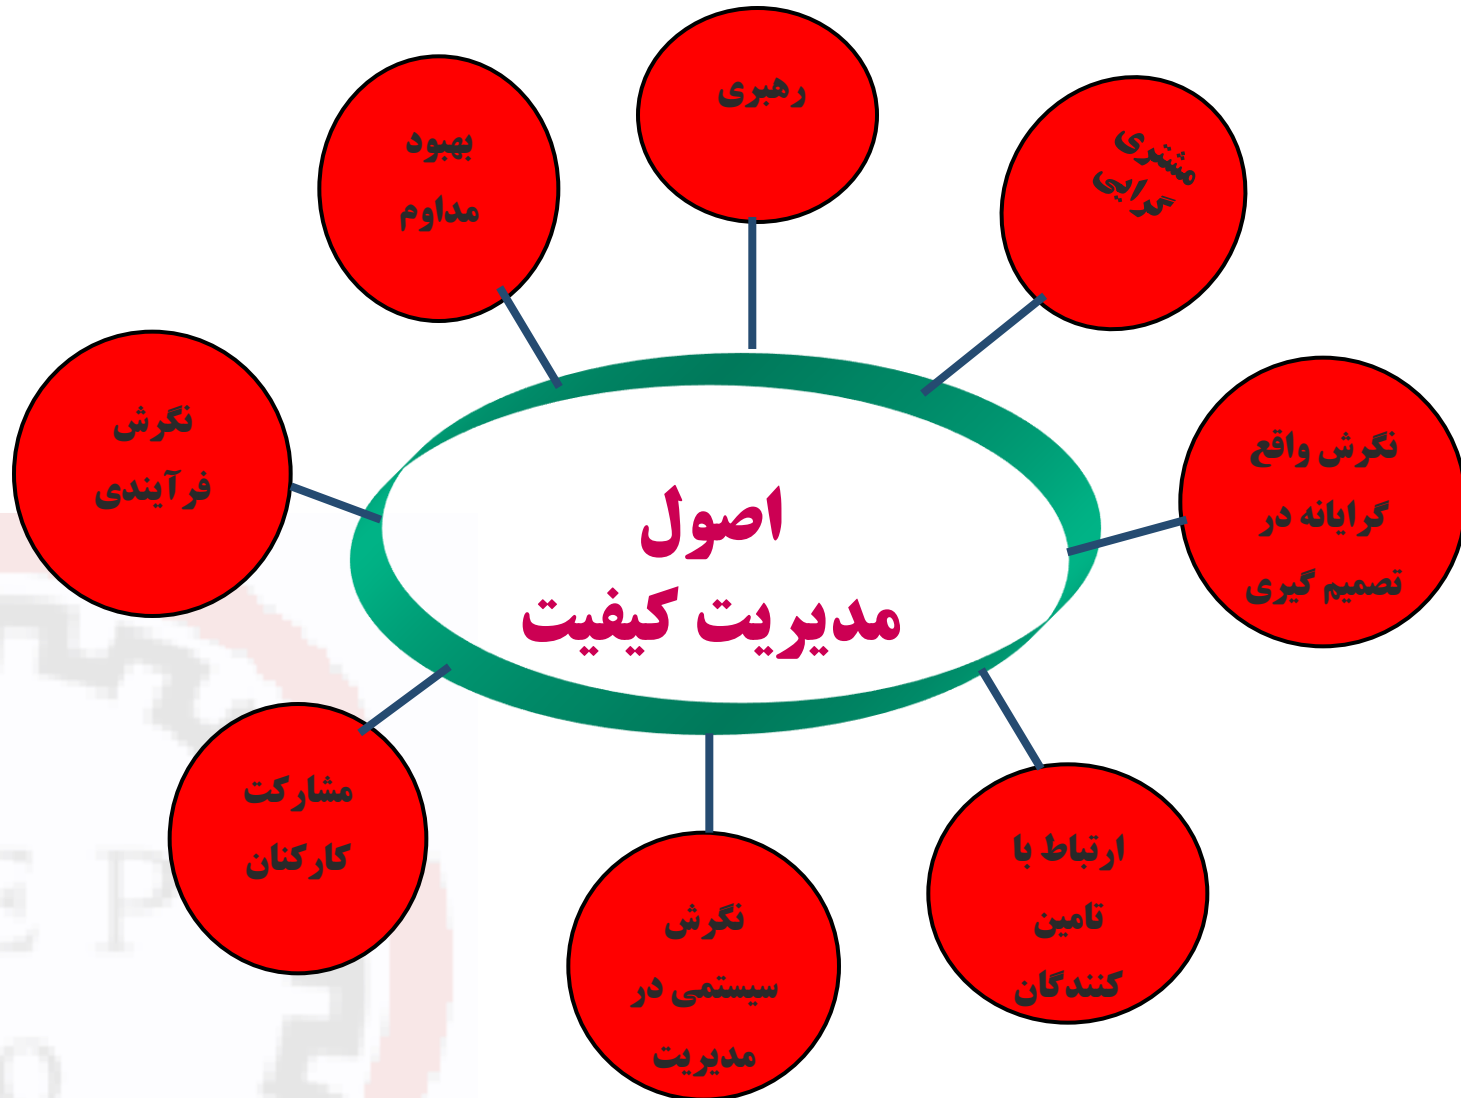 رهبری
مشتری
گرایی
بهبود
مداوم
نگرش
فرآیندی
نگرش واقع
گرایانه در
تصمیم گیری
اصول
مدیریت کیفیت
مشارکت
کارکنان
ارتباط با
تامین
کنندگان
نگرش
سیستمی در
مدیریت